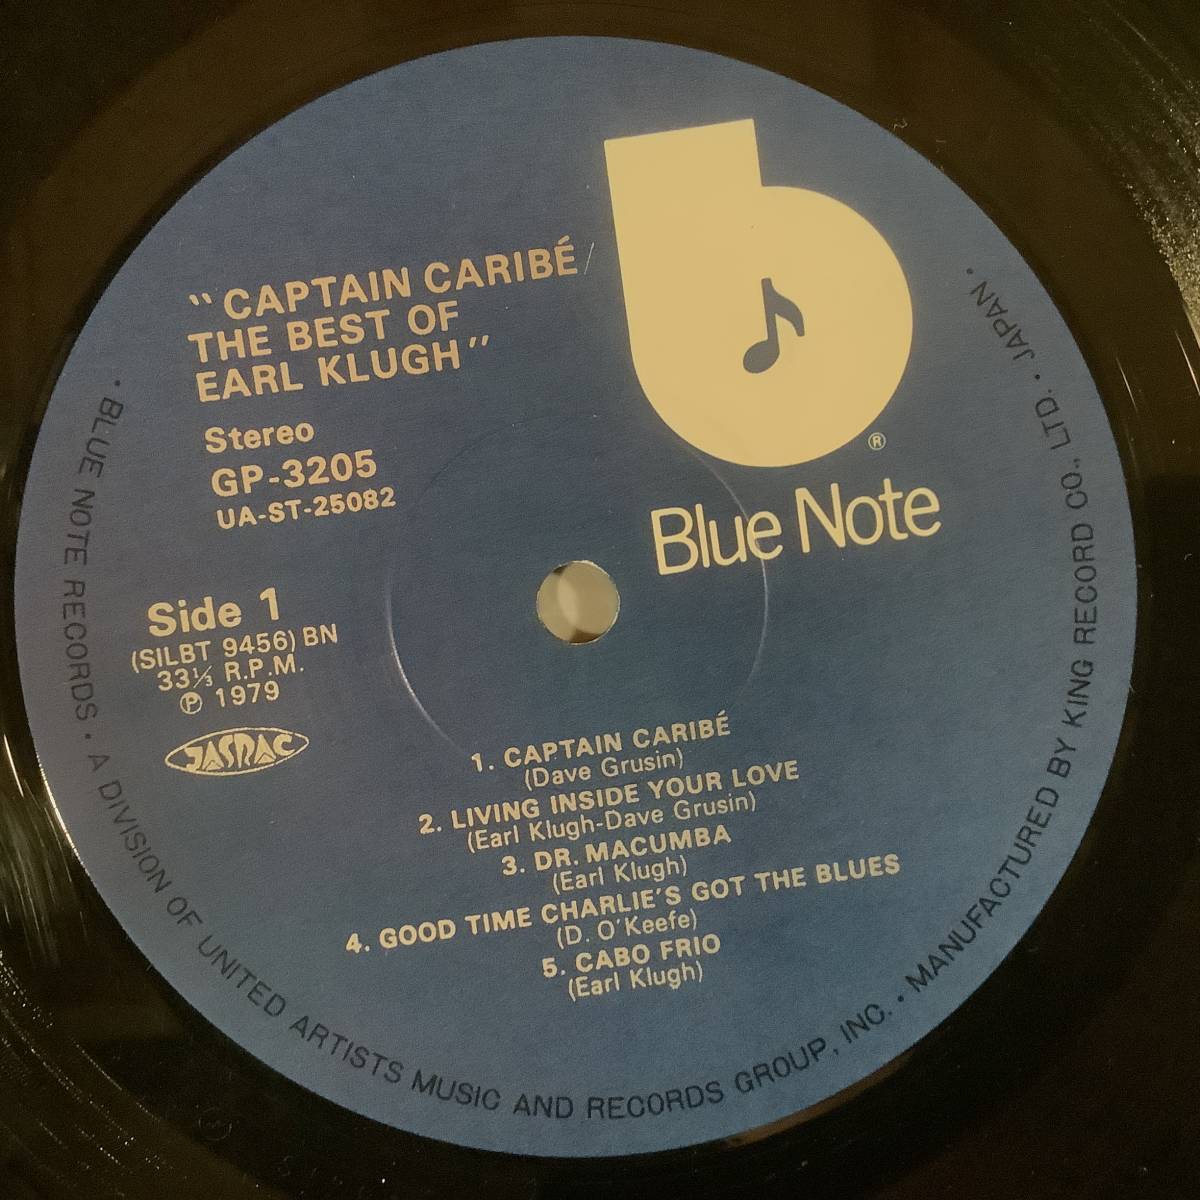 "CAPTAIN CARIBÉ/
THE BEST OF
EARL KLUGH"
Stereo
GP-3205
UA-ST-25082
®
Blue Note
Side 1
(SILBT 9456) BN
33⅓ R.P.M.
℗ 1979
JASRAC
1. CAPTAIN CARIBÉ
(Dave Grusin)
2. LIVING INSIDE YOUR LOVE
(Earl Klugh-Dave Grusin)
3. DR. MACUMBA
(Earl Klugh)
4. GOOD TIME CHARLIE'S GOT THE BLUES
(D. O'Keefe)
5. CABO FRIO
(Earl Klugh)
• BLUE NOTE RECORDS • A DIVISION OF UNITED ARTISTS MUSIC AND RECORDS GROUP, INC. • MANUFACTURED BY KING RECORD CO., LTD. • JAPAN •